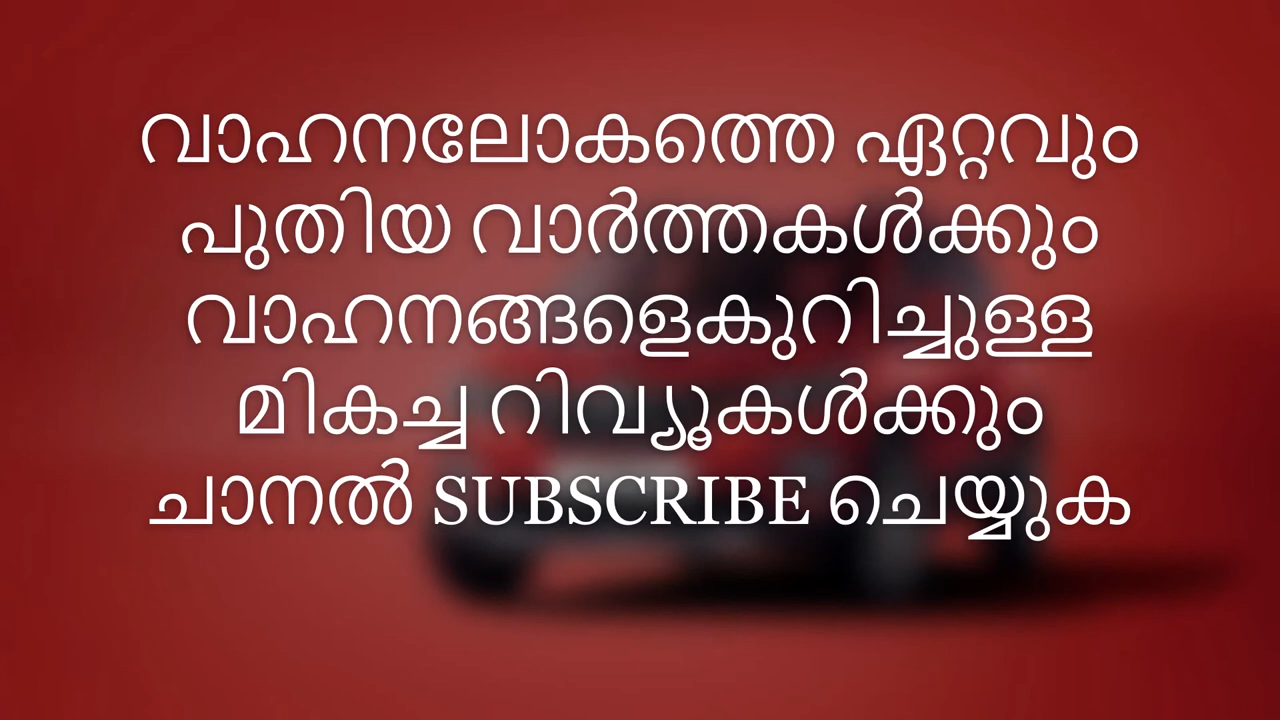 വാഹനലോകത്തെ ഏറ്റവും
പുതിയ വാർത്തകൾക്കും
വാഹനങ്ങളെകുറിച്ചുള്ള
മികച്ച റിവ്യൂകൾക്കും
ചാനൽ SUBSCRIBE ചെയ്യുക